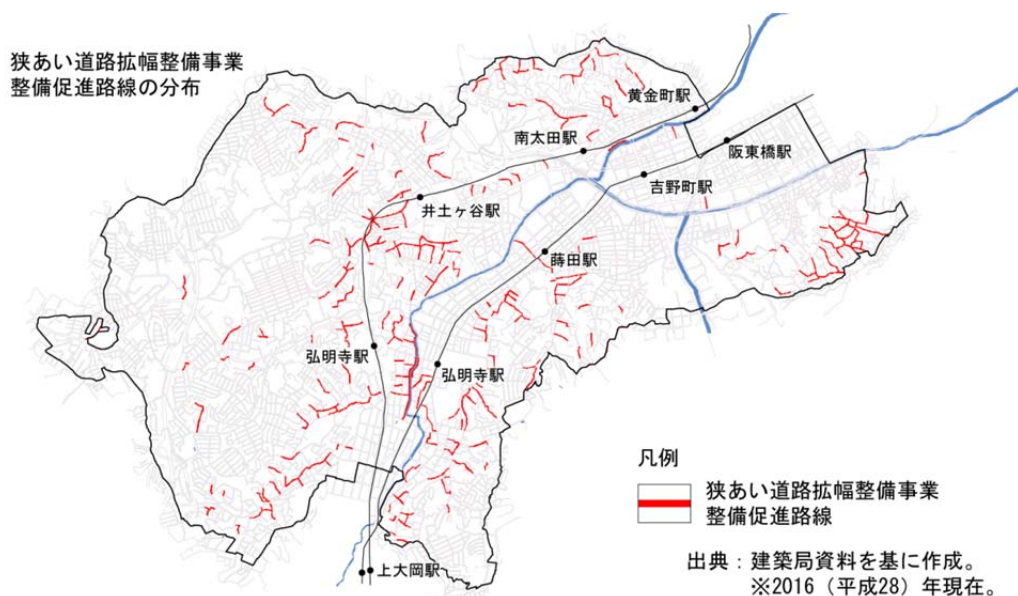 狭あい道路拡幅整備事業
整備促進路線の分布
黄金町駅
南太田駅
阪東橋駅
吉野町駅
井土ヶ谷駅
蒔田駅
弘明寺駅
弘明寺駅
上大岡駅
凡例
狭あい道路拡幅整備事業
整備促進路線
出典：建築局資料を基に作成。
※2016（平成28）年現在。